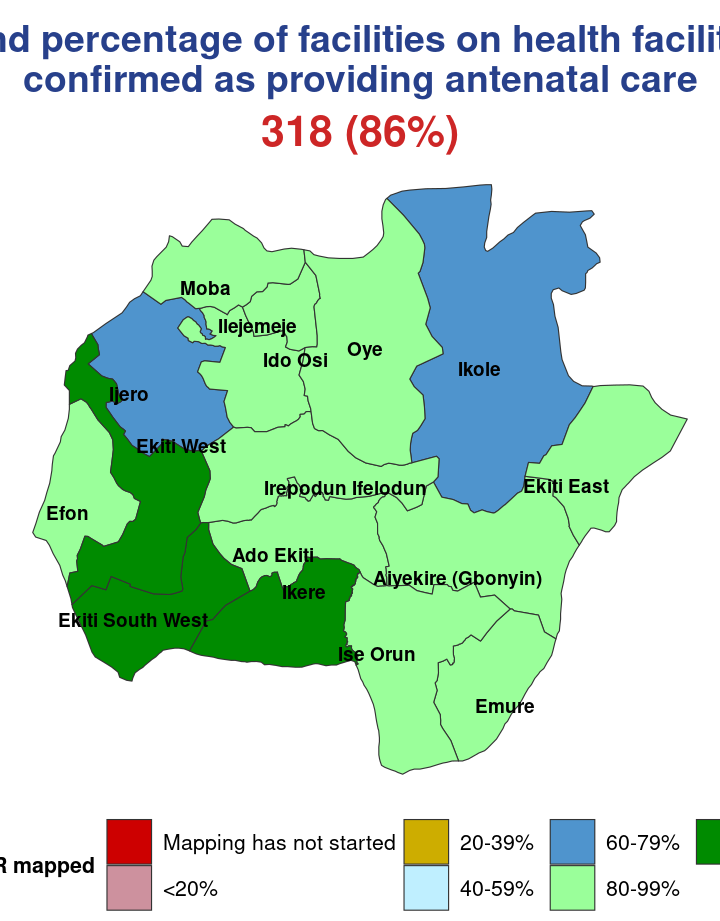 percentage of facilities on health
confirmed as providing antenatal care
318 (86%)
Moba
Ilejemeje
Ido Osi
Oye
Ikole
Ijero
Ekiti West
Irepodun Ifelodun
Ekiti East
Efon
Ado Ekiti
Aiyekire (Gbonyin)
Ikere
Ekiti South West
Ise Orun
Emure
Mapping has not started
20-39%
60-79%
mapped
<20%
40-59%
80-99%